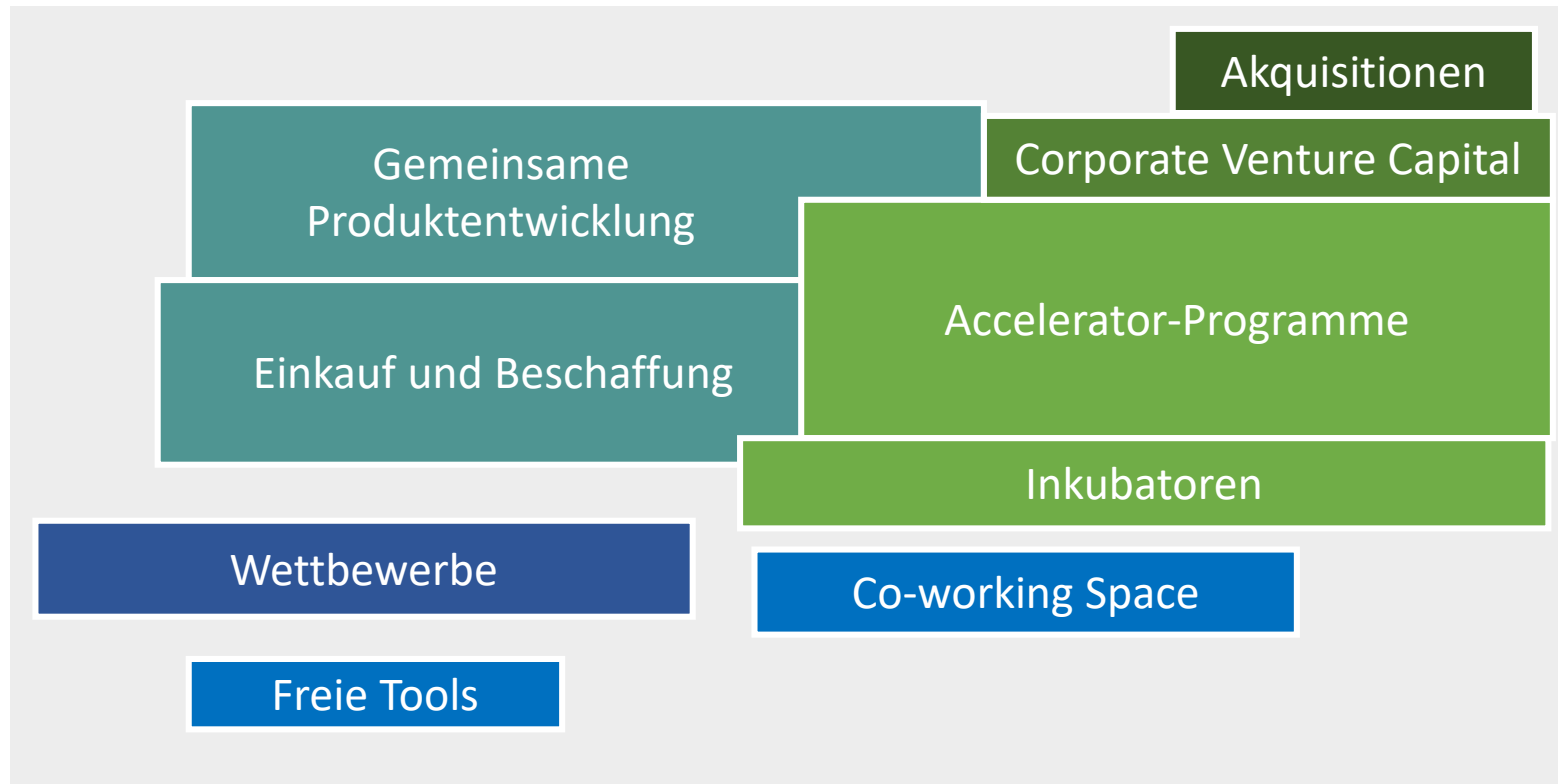 Akquisitionen
Gemeinsame
Produktentwicklung
Corporate Venture Capital
Accelerator-Programme
Einkauf und Beschaffung
Inkubatoren
Wettbewerbe
Co-working Space
Freie Tools